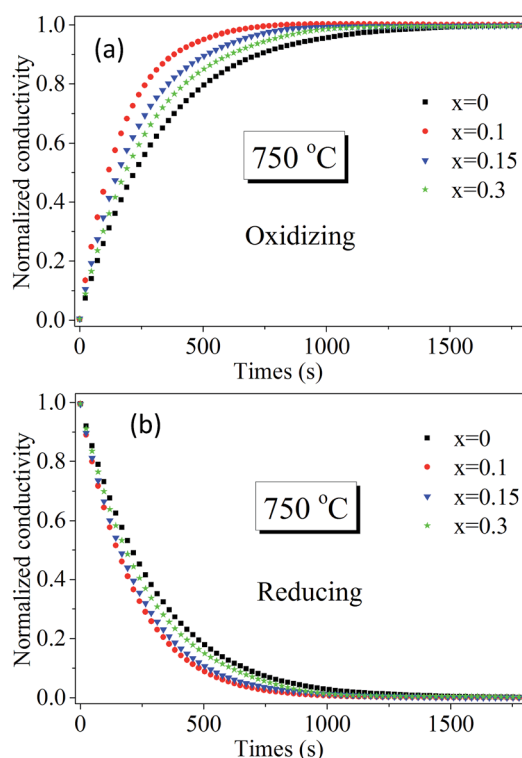 (a)
Normalized conductivity
1.0
0.8
0.6
0.4
0.2
0.0
x=0
x=0.1
x=0.15
x=0.3
750 °C
Oxidizing
0
500
1000
1500
Times (s)
(b)
Normalized conductivity
1.0
0.8
0.6
0.4
0.2
0.0
x=0
x=0.1
x=0.15
x=0.3
750 °C
Reducing
0
500
1000
1500
Times (s)